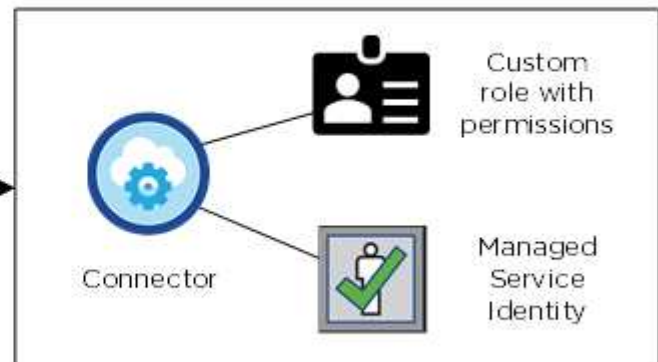 Custom
role with
permissions
Connector
Managed
Service
Identity